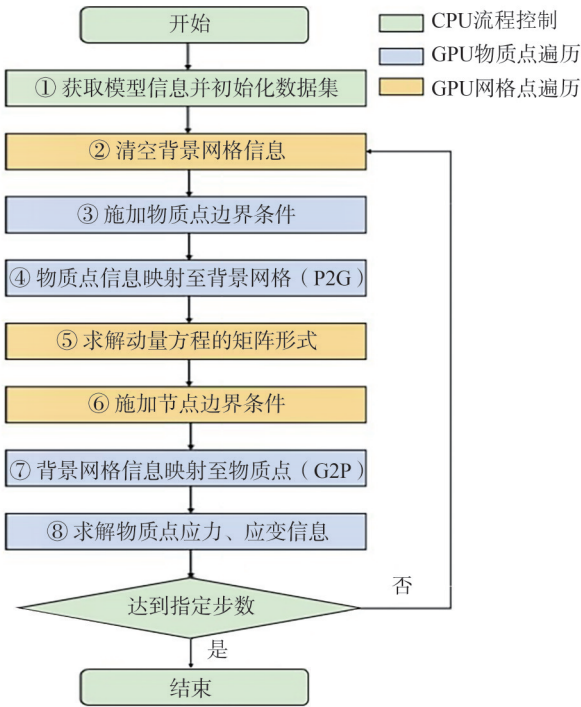 开始
CPU流程控制
GPU物质点遍历
GPU网格点遍历
① 获取模型信息并初始化数据集
② 清空背景网格信息
③ 施加物质点边界条件
④ 物质点信息映射至背景网格（P2G）
⑤ 求解动量方程的矩阵形式
⑥ 施加节点边界条件
⑦ 背景网格信息映射至物质点（G2P）
⑧ 求解物质点应力、应变信息
达到指定步数
否
是
结束